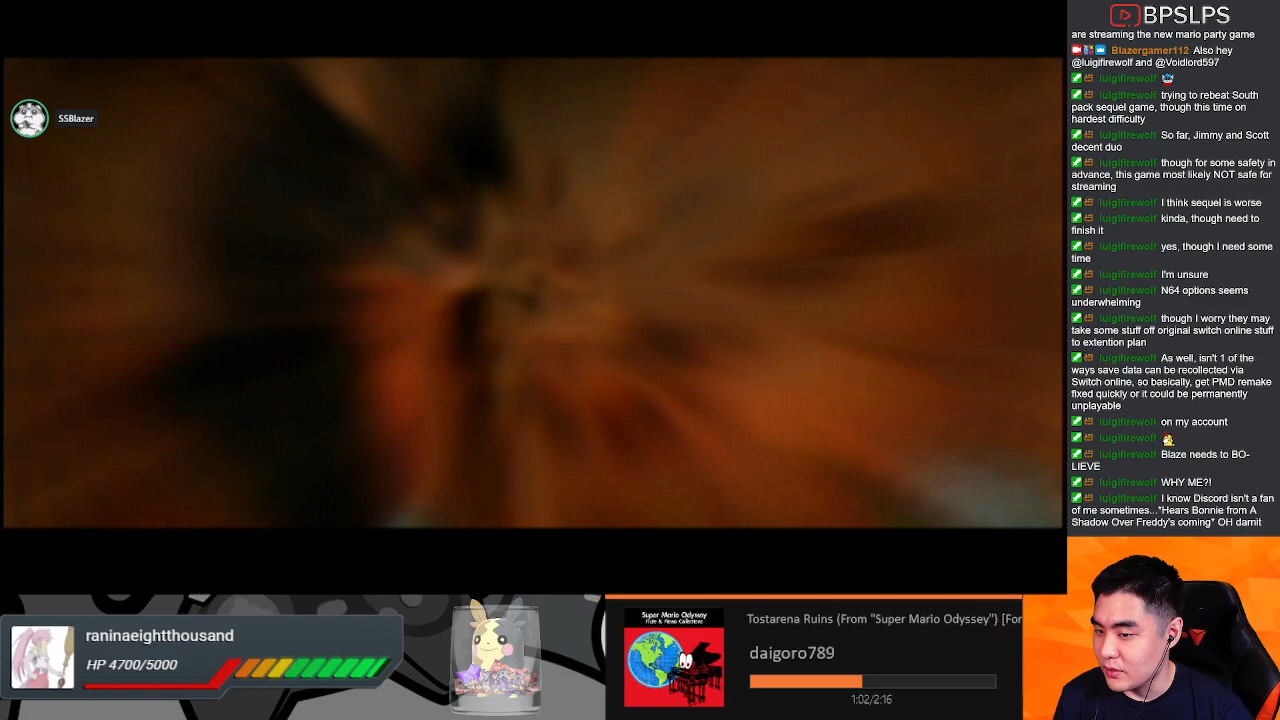 BPSLPS
are streaming the new mario party game
Blazergamer112 Also hey
@luigifirewolf and @Voidlord597
luigifirewolf
luigifirewolf trying to rebeat South
pack sequel game, though this time on
hardest difficulty
luigifirewolf So far, Jimmy and Scott
decent duo
luigifirewolf though for some safety in
advance, this game most likely NOT safe for
streaming
luigifirewolf I think sequel is worse
luigifirewolf kinda, though need to
finish it
luigifirewolf yes, though I need some
time
luigifirewolf I'm unsure
luigifirewolf N64 options seems
underwhelming
luigifirewolf though I worry they may
take some stuff off original switch online stuff
to extention plan
luigifirewolf As well, isn't 1 of the
ways save data can be recollected via
Switch online, so basically, get PMD remake
fixed quickly or it could be permanently
unplayable
luigifirewolf on my account
luigifirewolf
luigifirewolf Blaze needs to BO-
LIEVE
luigifirewolf WHY ME?!
luigifirewolf I know Discord isn't a fan
of me sometimes...*Hears Bonnie from A
Shadow Over Freddy's coming* OH darnit
SSBlazer
raninaeightthousand
HP 4700/5000
Super Mario Odyssey
Flute & Piano Collections
Tostarena Ruins (From "Super Mario Odyssey") [For
daigoro789
1:02/2:16